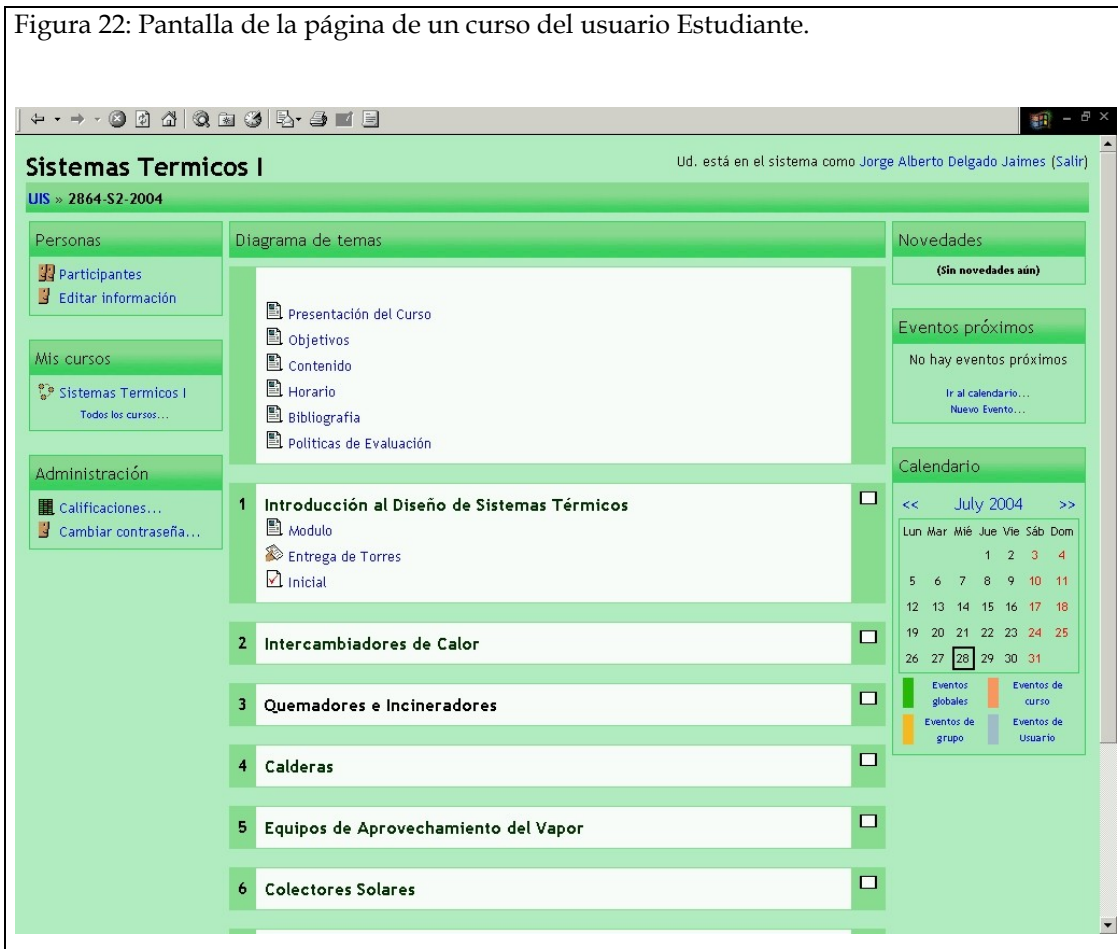 Figura 22: Pantalla de la página de un curso del usuario Estudiante.
Sistemas Termicos I
Ud. está en el sistema como Jorge Alberto Delgado Jaimes (Salir)
UIS » 2864-S2-2004
Personas
Participantes
Editar información
Mis cursos
Sistemas Termicos I
Todos los cursos...
Administración
Calificaciones...
Cambiar contraseña...
Diagrama de temas
Presentación del Curso
Objetivos
Contenido
Horario
Bibliografia
Politicas de Evaluación
1 Introducción al Diseño de Sistemas Térmicos
Modulo
Entrega de Torres
Inicial
2 Intercambiadores de Calor
3 Quemadores e Incineradores
4 Calderas
5 Equipos de Aprovechamiento del Vapor
6 Colectores Solares
Novedades
(Sin novedades aún)
Eventos próximos
No hay eventos próximos
Ir al calendario...
Nuevo Evento...
Calendario
<< July 2004 >>
Lun Mar Mié Jue Vie Sáb Dom
1 2 3 4
5 6 7 8 9 10 11
12 13 14 15 16 17 18
19 20 21 22 23 24 25
26 27 28 29 30 31
Eventos globales
Eventos de curso
Eventos de grupo
Eventos de Usuario